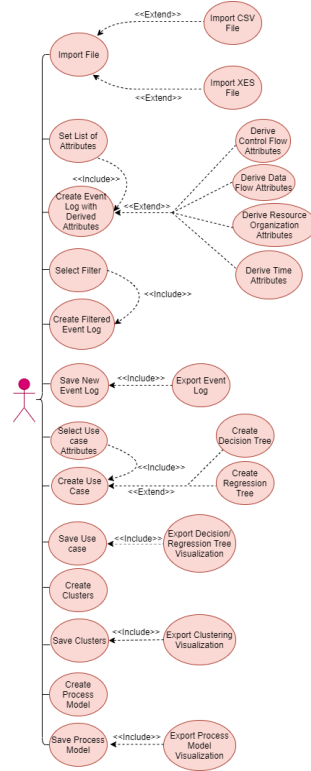 <<Extend>>
Import CSV
File
Import File
Import XES
File
<<Extend>>
Set List of
Attributes
Derive
Control Flow
Attributes
<<Include>>
Derive Data
Flow Attributes
Create Event
Log with
Derived
Attributes
<<Extend>>
Derive Resource
Organization
Attributes
Select Filter
Derive Time
Attributes
<<Include>>
Create Filtered
Event Log
Save New
Event Log
<<Include>>
Export Event
Log
Select Use
case
Attributes
Create
Decision Tree
<<Include>>
Create Use
Case
<<Extend>>
Create
Regression
Tree
Save Use
case
<<Include>>
Export Decision/
Regression Tree
Visualization
Create
Clusters
Save Clusters
<<Include>>
Export Clustering
Visualization
Create
Process
Model
Save Process
Model
<<Include>>
Export Process
Model
Visualization